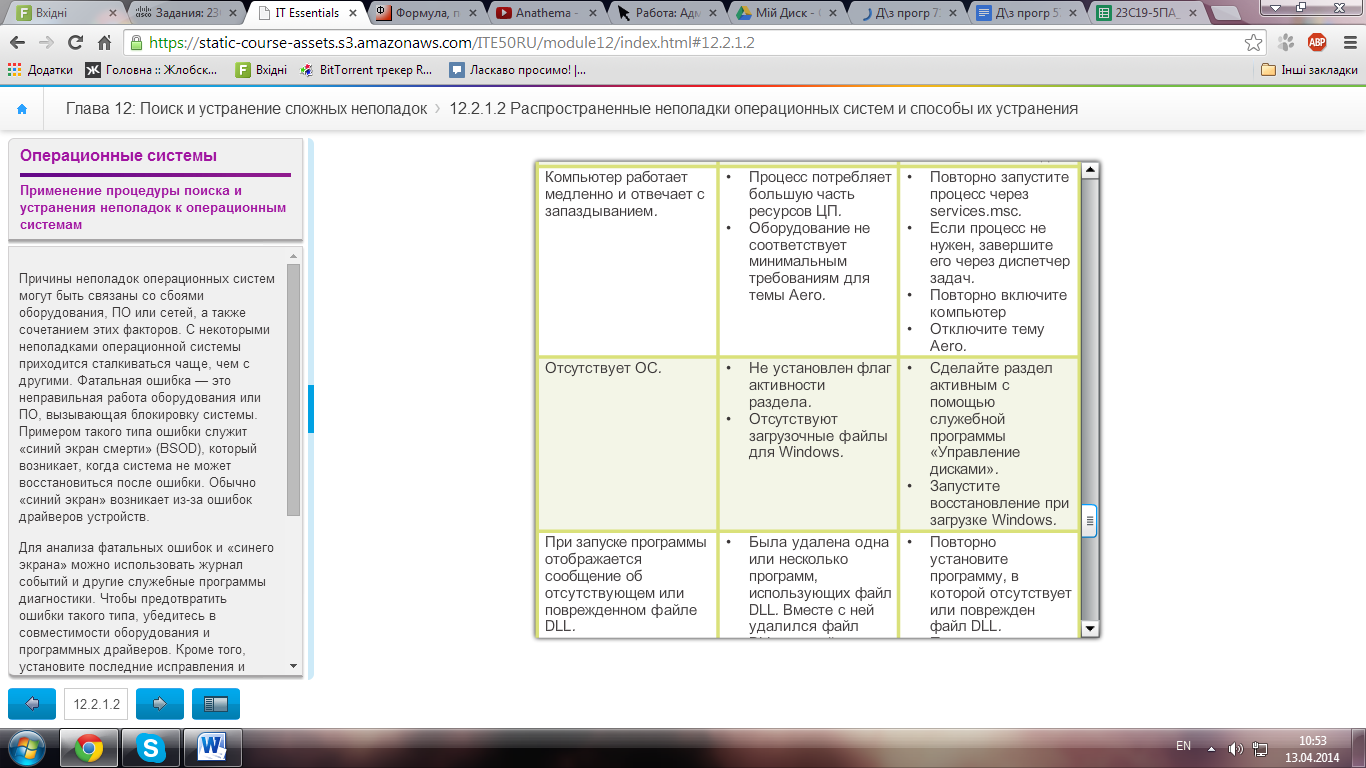 Вхідні
Задания: 23С
IT Essentials
Формула, п
Anathema -
Работа: Адм
Мій Диск - G
Д\з прогр 7
Д\з прогр 5
23С19-5ПА_
https://static-course-assets.s3.amazonaws.com/ITE50RU/module12/index.html#12.2.1.2
Додатки
Головна :: Жлобск...
Вхідні
BitTorrent трекер R...
Ласкаво просимо! |...
Інші закладки
Глава 12: Поиск и устранение сложных неполадок
12.2.1.2 Распространенные неполадки операционных систем и способы их устранения
Операционные системы
Применение процедуры поиска и
устранения неполадок к операционным
системам
Причины неполадок операционных систем
могут быть связаны со сбоями
оборудования, ПО или сетей, а также
сочетанием этих факторов. С некоторыми
неполадками операционной системы
приходится сталкиваться чаще, чем с
другими. Фатальная ошибка — это
неправильная работа оборудования или
ПО, вызывающая блокировку системы.
Примером такого типа ошибки служит
«синий экран смерти» (BSOD), который
возникает, когда система не может
восстановиться после ошибки. Обычно
«синий экран» возникает из-за ошибок
драйверов устройств.
Для анализа фатальных ошибок и «синего
экрана» можно использовать журнал
событий и другие служебные программы
диагностики. Чтобы предотвратить
ошибки такого типа, убедитесь в
совместимости оборудования и
программных драйверов. Кроме того,
установите последние исправления и
Компьютер работает
медленно и отвечает с
запаздыванием.
• Процесс потребляет
большую часть
ресурсов ЦП.
• Оборудование не
соответствует
минимальным
требованиям для
темы Aero.
• Повторно запустите
процесс через
services.msc.
• Если процесс не
нужен, завершите
его через диспетчер
задач.
• Повторно включите
компьютер
• Отключите тему
Aero.
Отсутствует ОС.
• Не установлен флаг
активности
раздела.
• Отсутствуют
загрузочные файлы
для Windows.
• Сделайте раздел
активным с
помощью
служебной
программы
«Управление
дисками».
• Запустите
восстановление при
загрузке Windows.
При запуске программы
отображается
сообщение об
отсутствующем или
поврежденном файле
DLL.
• Была удалена одна
или несколько
программ,
использующих файл
DLL. Вместе с ней
удалился файл
• Повторно
установите
программу, в
которой отсутствует
или поврежден
файл DLL.
12.2.1.2
EN
10:53
13.04.2014